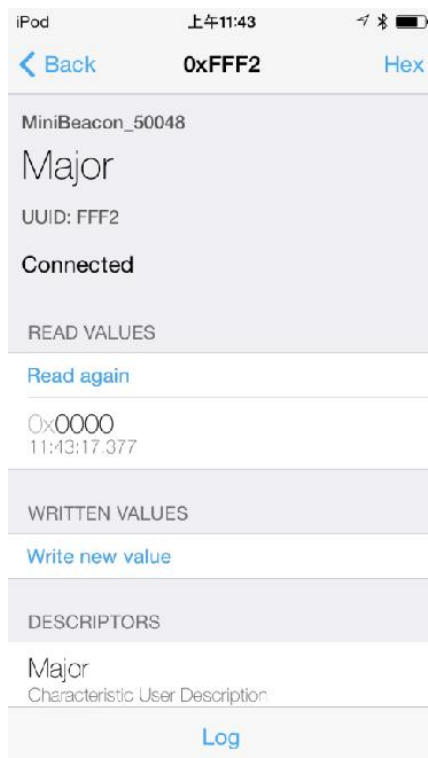 iPod 上午11:43
Back 0xFFF2 Hex
MiniBeacon_50048
Major
UUID: FFF2
Connected
READ VALUES
Read again
0x0000
11:43:17.377
WRITTEN VALUES
Write new value
DESCRIPTORS
Major
Characteristic User Description
Log